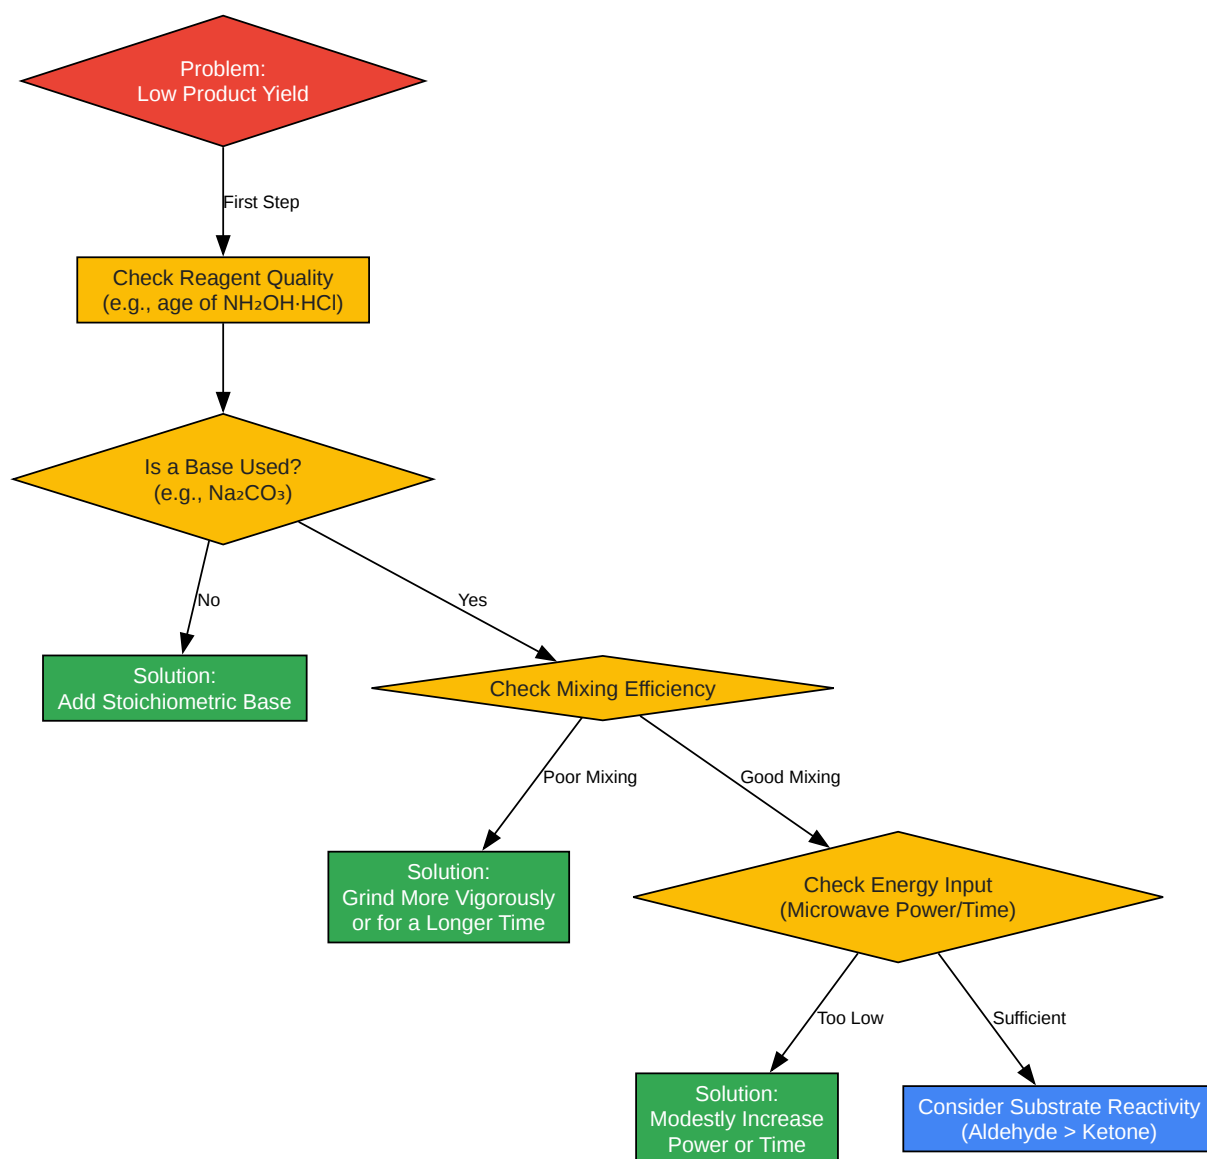 Problem:
Low Product Yield
First Step
Check Reagent Quality
(e.g., age of NH₂OH·HCl)
Is a Base Used?
(e.g., Na₂CO₃)
No
Yes
Solution:
Add Stoichiometric Base
Check Mixing Efficiency
Poor Mixing
Good Mixing
Solution:
Grind More Vigorously
or for a Longer Time
Check Energy Input
(Microwave Power/Time)
Too Low
Sufficient
Solution:
Modestly Increase
Power or Time
Consider Substrate Reactivity
(Aldehyde > Ketone)